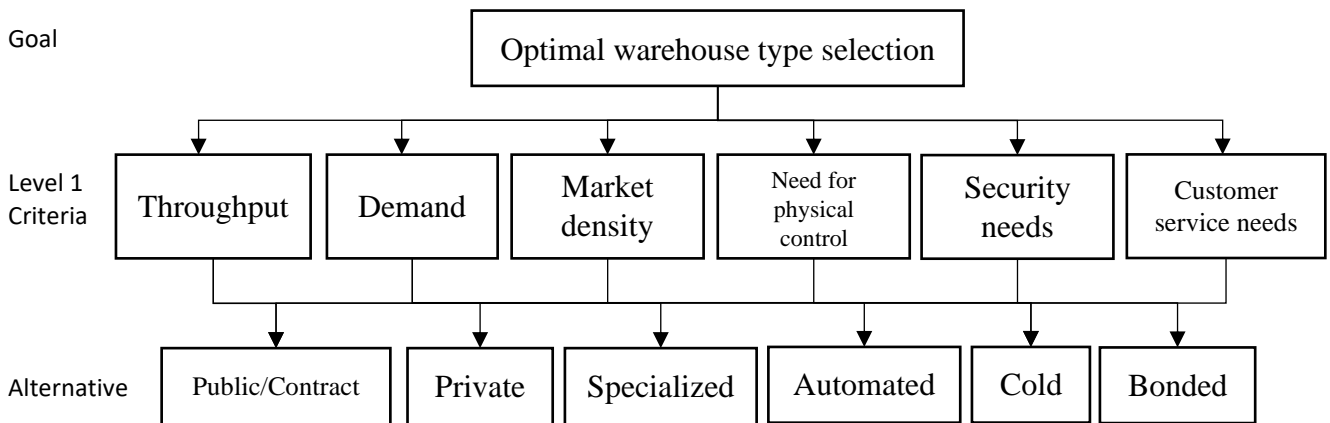 Goal
Optimal warehouse type selection
Level 1
Criteria
Throughput
Demand
Market
density
Need for
physical
control
Security
needs
Customer
service needs
Alternative
Public/Contract
Private
Specialized
Automated
Cold
Bonded